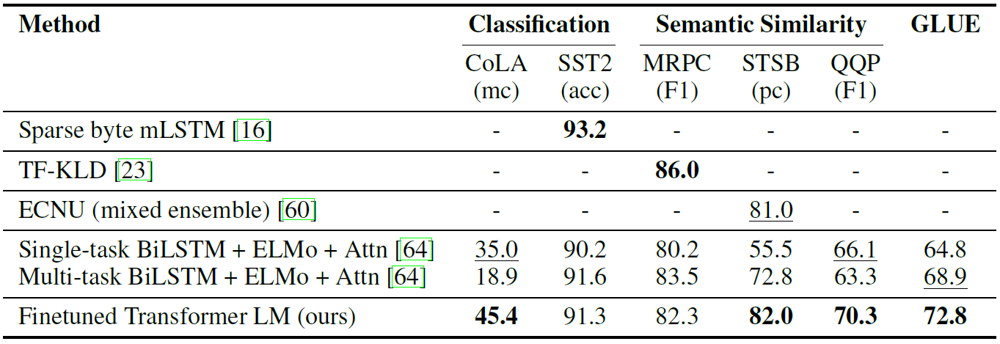 Method Classification Semantic Similarity GLUE
CoLA SST2 MRPC STSB QQP
(mc) (acc) (F1) (pc) (F1)
Sparse byte mLSTM [16] - 93.2 - - - -
TF-KLD [23] - - 86.0 - - -
ECNU (mixed ensemble) [60] - - - 81.0 - -
Single-task BiLSTM + ELMo + Attn [64] 35.0 90.2 80.2 55.5 66.1 64.8
Multi-task BiLSTM + ELMo + Attn [64] 18.9 91.6 83.5 72.8 63.3 68.9
Finetuned Transformer LM (ours) 45.4 91.3 82.3 82.0 70.3 72.8